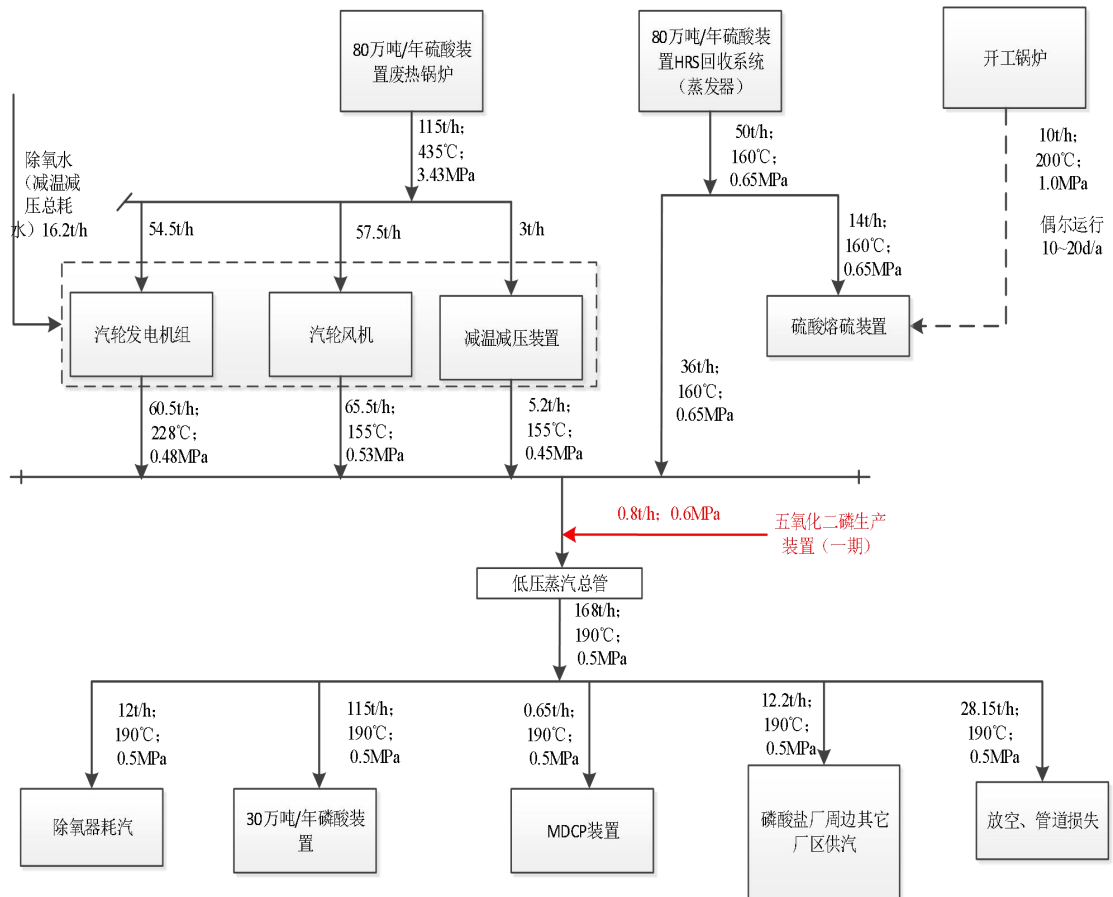 80万吨/年硫酸装
置废热锅炉
80万吨/年硫酸装
置HRS回收系统
（蒸发器）
开工锅炉
115t/h；
435℃；
3.43MPa
50t/h；
160℃；
0.65MPa
10t/h；
200℃；
1.0MPa
偶尔运行
10~20d/a
除氧水
（减温减
压总耗
水）16.2t/h
54.5t/h
57.5t/h
3t/h
14t/h；
160℃；
0.65MPa
汽轮发电机组
汽轮风机
减温减压装置
硫酸熔硫装置
60.5t/h；
228℃；
0.48MPa
65.5t/h；
155℃；
0.53MPa
5.2t/h；
155℃；
0.45MPa
36t/h；
160℃；
0.65MPa
0.8t/h；0.6MPa
五氧化二磷生产
装置（一期）
低压蒸汽总管
168t/h；
190℃；
0.5MPa
12t/h；
190℃；
0.5MPa
115t/h；
190℃；
0.5MPa
0.65t/h；
190℃；
0.5MPa
12.2t/h；
190℃；
0.5MPa
28.15t/h；
190℃；
0.5MPa
除氧器耗汽
30万吨/年磷酸装
置
MDCP装置
磷酸盐厂周边其它
厂区供汽
放空、管道损失